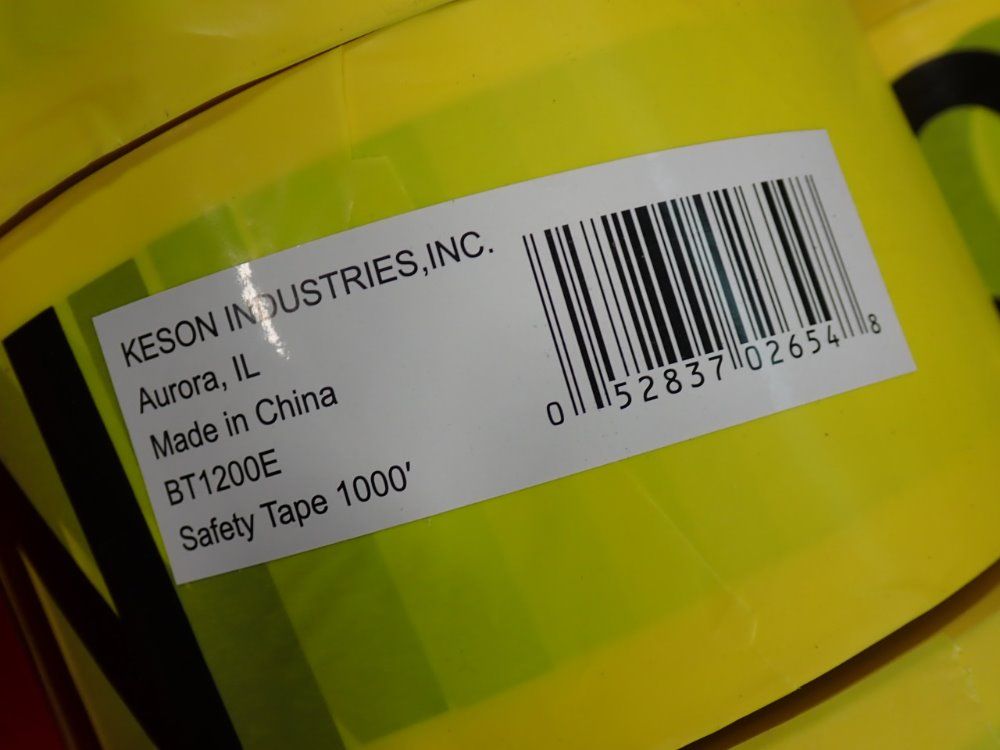 KESON INDUSTRIES,INC.
Aurora, IL
Made in China
BT1200E
Safety Tape 1000'
0 52837 02654 8